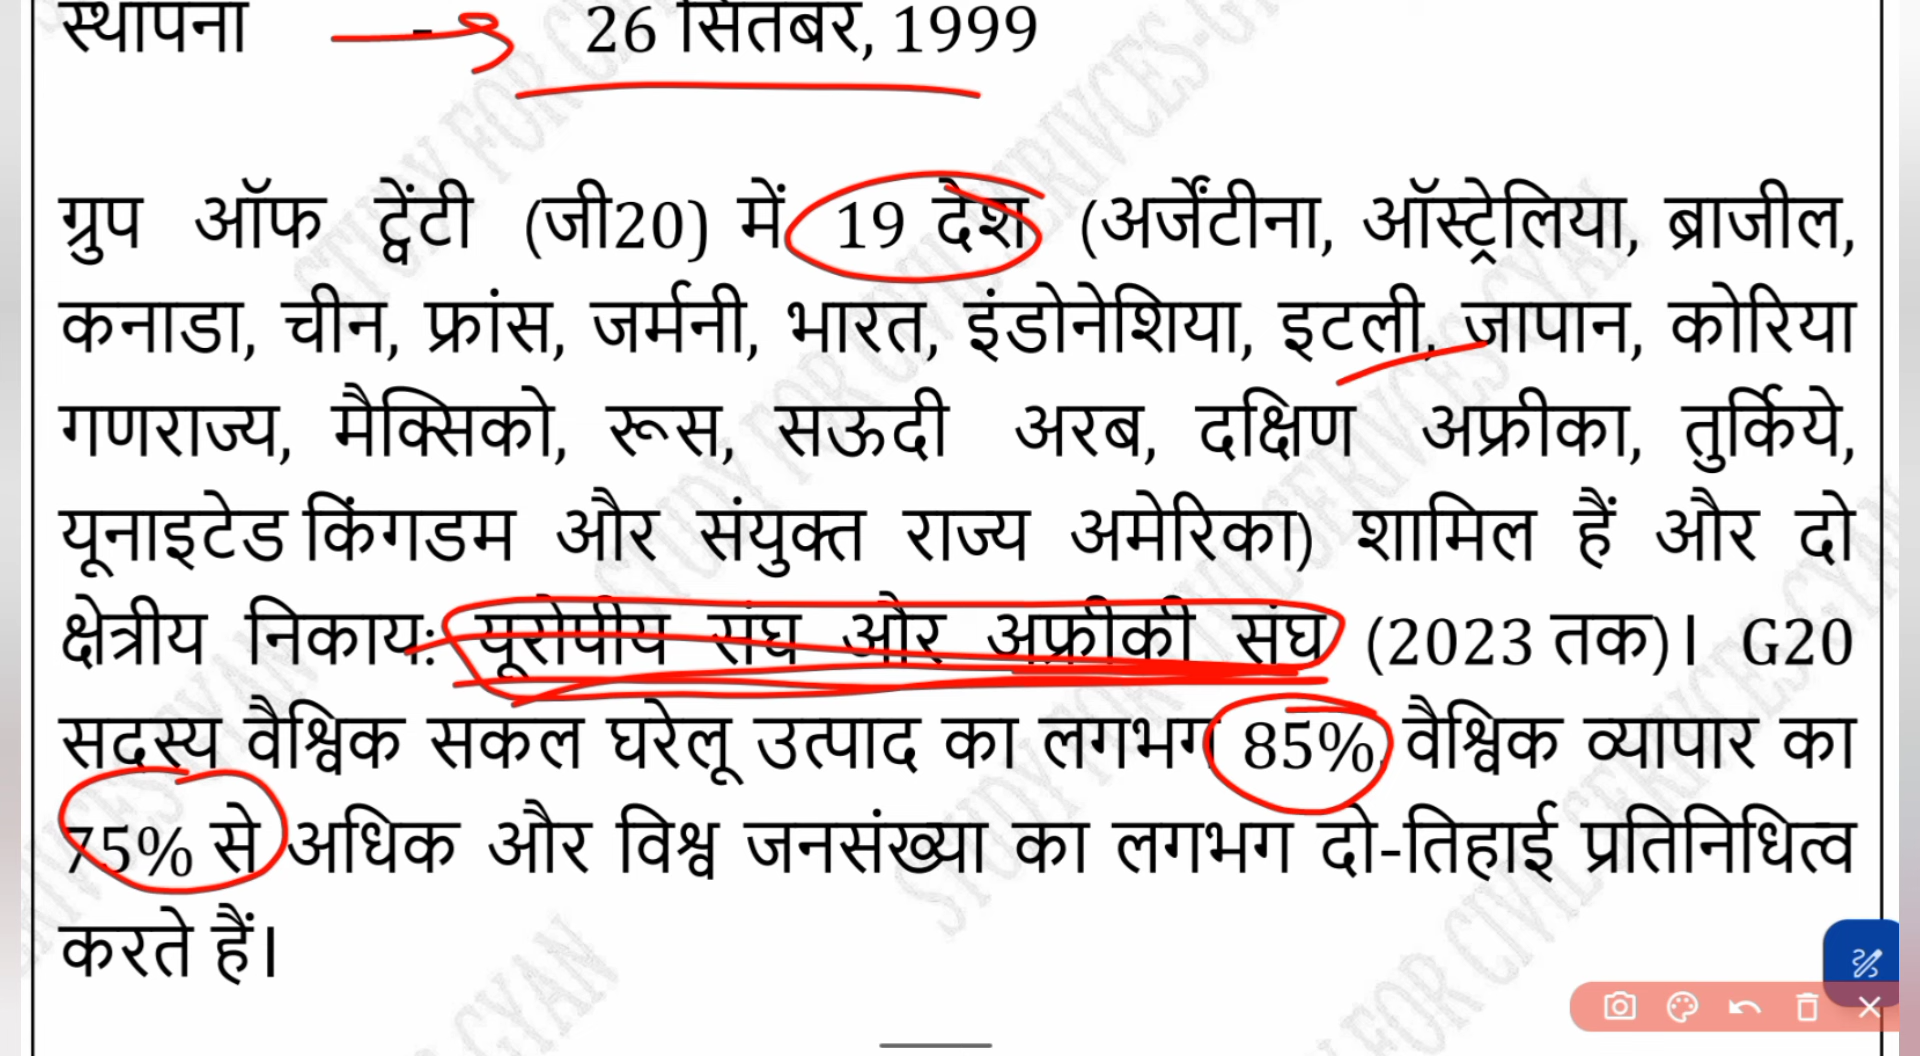 स्थापना - 26 सितंबर, 1999
ग्रुप ऑफ ट्वेंटी (जी20) में 19 देश (अर्जेंटीना, ऑस्ट्रेलिया, ब्राजील,
कनाडा, चीन, फ्रांस, जर्मनी, भारत, इंडोनेशिया, इटली, जापान, कोरिया
गणराज्य, मैक्सिको, रूस, सऊदी अरब, दक्षिण अफ्रीका, तुर्किये,
यूनाइटेड किंगडम और संयुक्त राज्य अमेरिका) शामिल हैं और दो
क्षेत्रीय निकाय: यूरोपीय संघ और अफ्रीकी संघ (2023 तक)। G20
सदस्य वैश्विक सकल घरेलू उत्पाद का लगभग 85% वैश्विक व्यापार का
75% से अधिक और विश्व जनसंख्या का लगभग दो-तिहाई प्रतिनिधित्व
करते हैं।